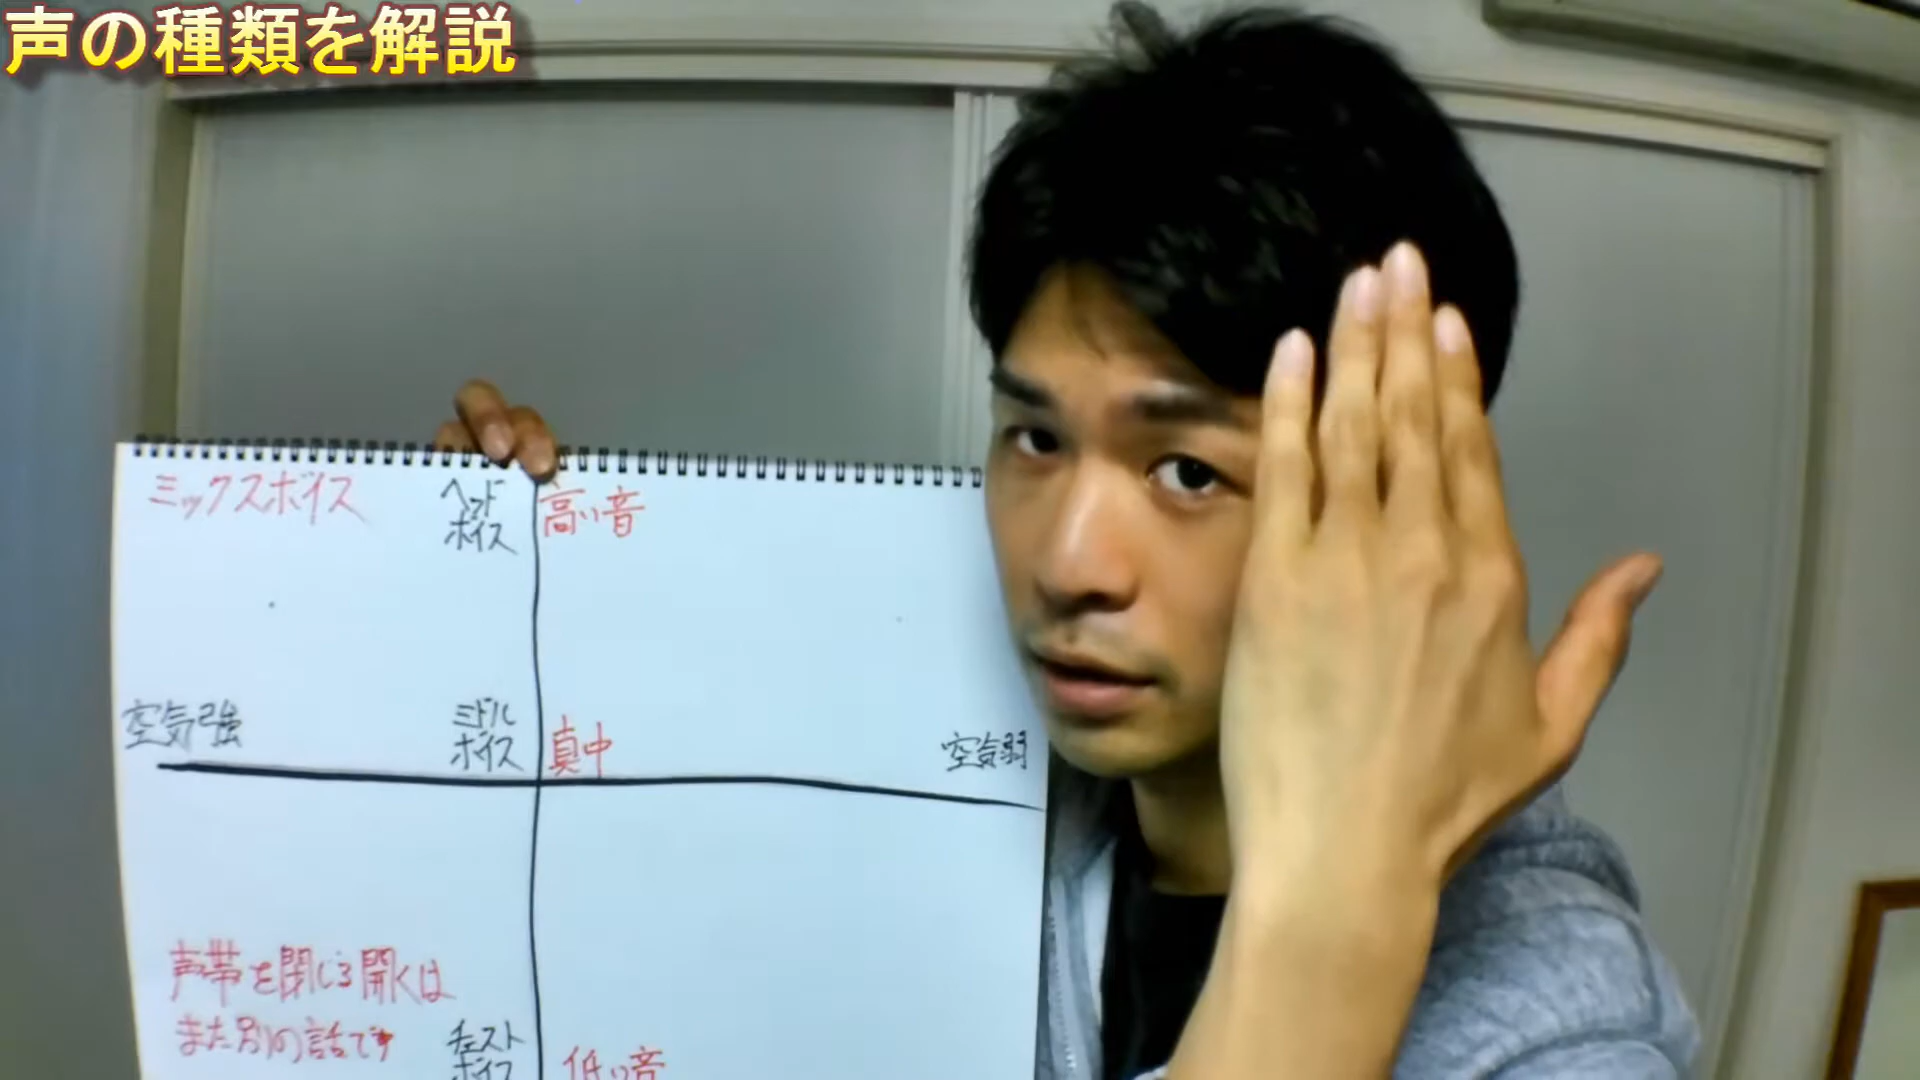 声の種類を解説
ミックスボイス
ヘッド
ボイス
高い音
空気強
ミドル
ボイス
真中
空気弱
声帯を閉じる開くは
また別の話です
チェスト
ボイス
低い音